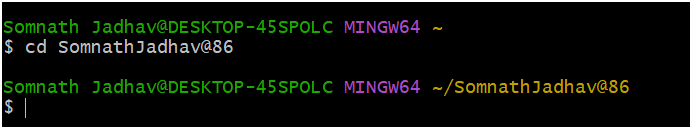 Somnath Jadhav@DESKTOP-45SPOLC MINGW64 ~
$ cd SomnathJadhav@86
Somnath Jadhav@DESKTOP-45SPOLC MINGW64 ~/SomnathJadhav@86
$